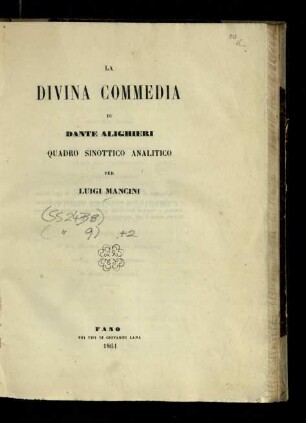 LA
DIVINA COMMEDIA
DI
DANTE ALIGHIERI
QUADRO SINOTTICO ANALITICO
PER
LUIGI MANCINI
FANO
PEI TIPI DI GIOVANNI LANA
1861